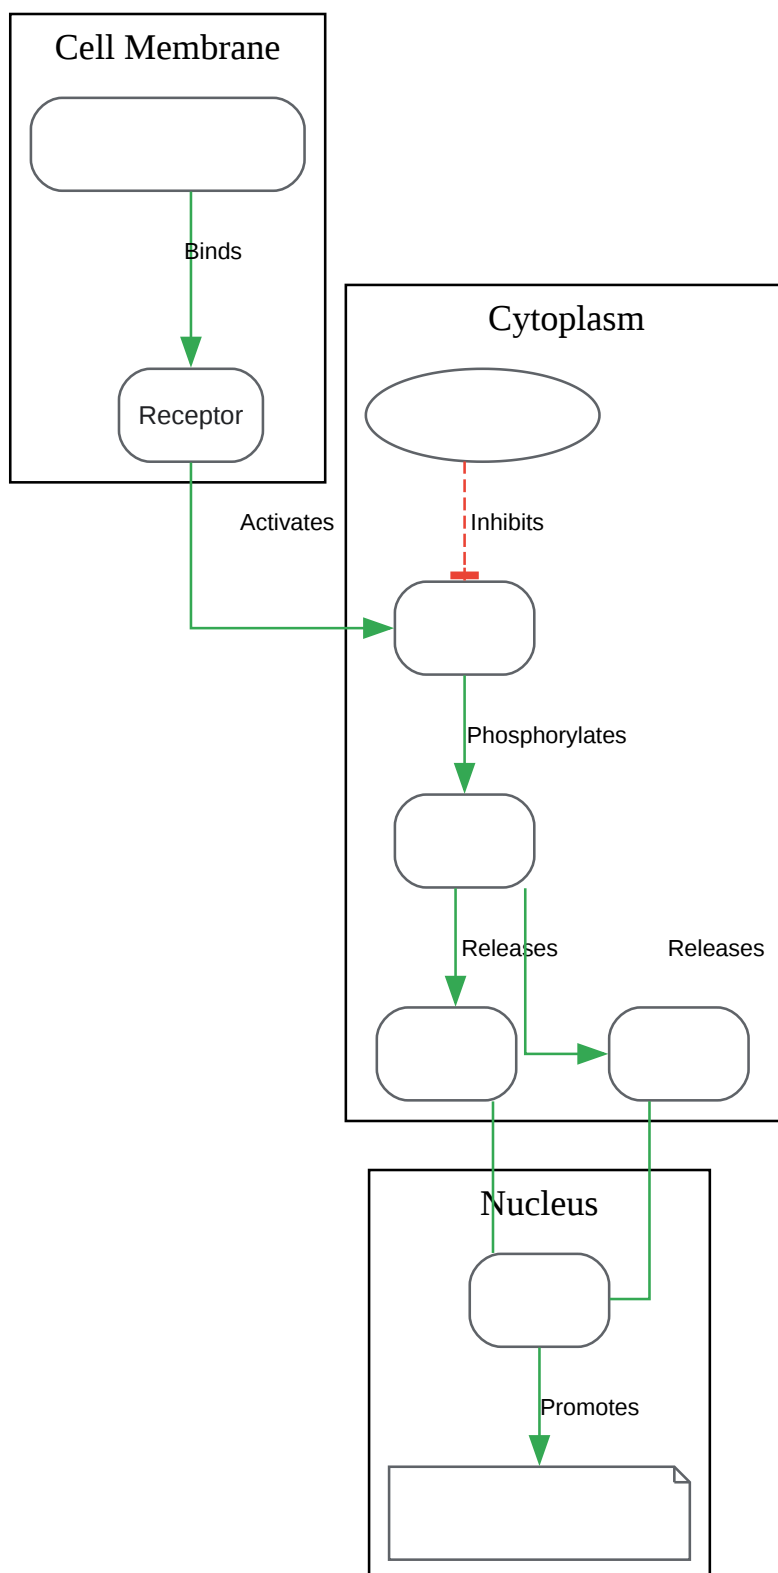 Cell Membrane
Binds
Receptor
Activates
Cytoplasm
Inhibits
Phosphorylates
Releases
Releases
Nucleus
Promotes